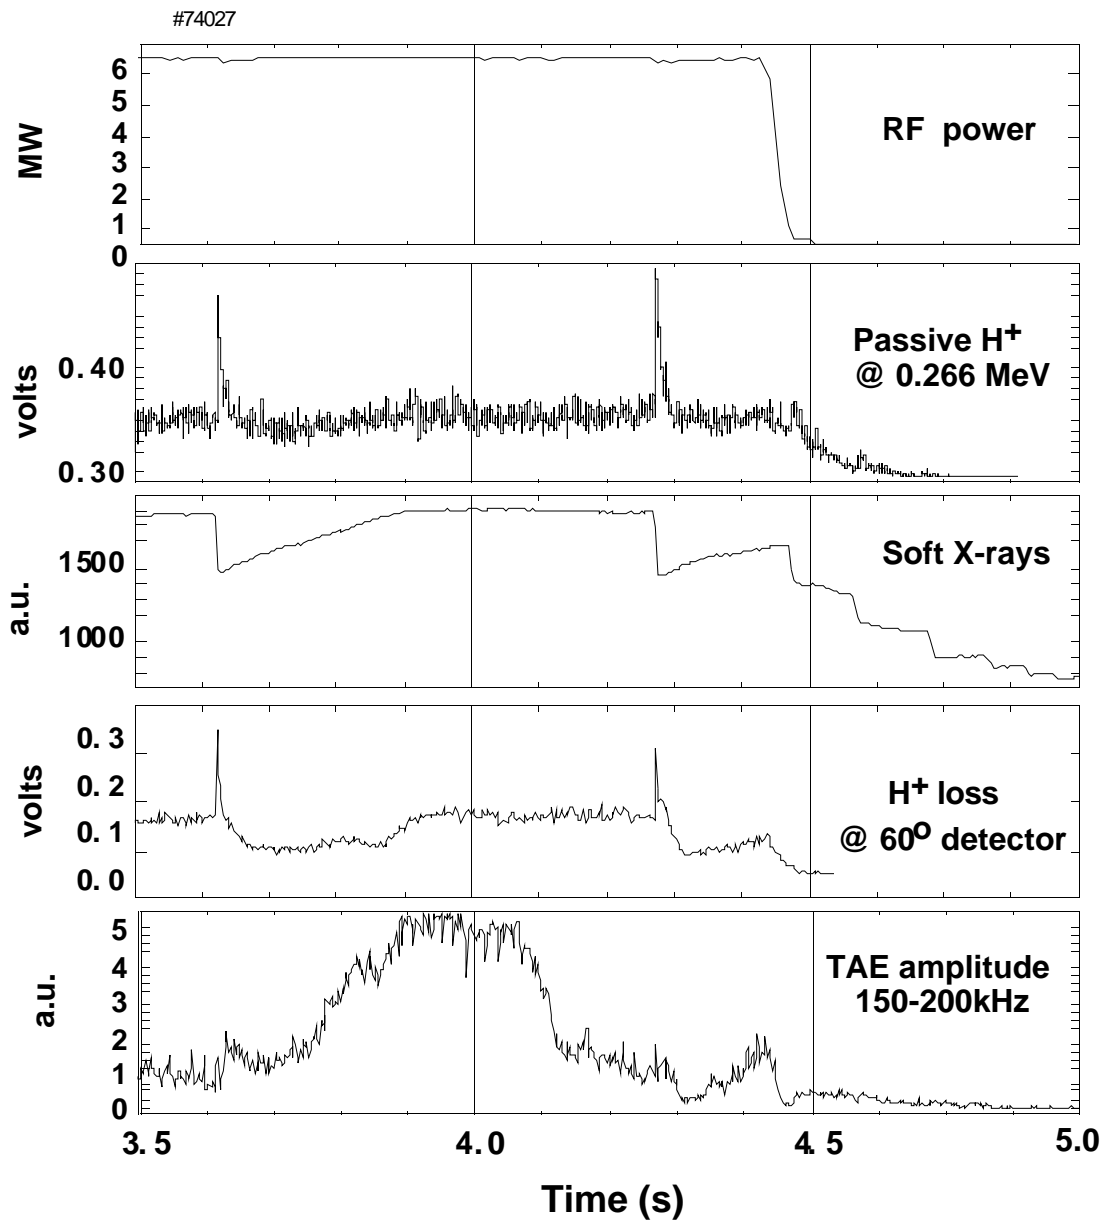 #74027
6
5
4
3
2
1
0
MW
RF power
0.40
0.30
volts
Passive H+
@ 0.266 MeV
1500
1000
a.u.
Soft X-rays
0.3
0.2
0.1
0.0
volts
H+ loss
@ 60o detector
5
4
3
2
1
0
a.u.
TAE amplitude
150-200kHz
3.5 4.0 4.5 5.0
Time (s)